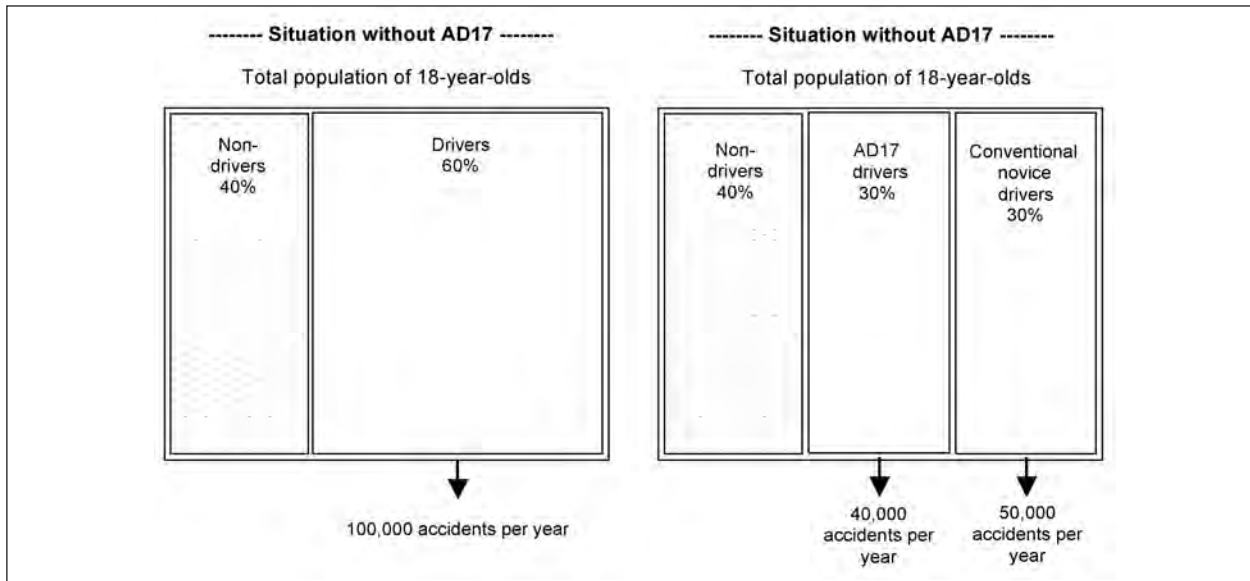 -------- Situation without AD17 --------
Total population of 18-year-olds
Non-
drivers
40%
Drivers
60%
100,000 accidents per year
-------- Situation without AD17 --------
Total population of 18-year-olds
Non-
drivers
40%
AD17
drivers
30%
Conventional
novice
drivers
30%
40,000
accidents per
year
50,000
accidents per
year